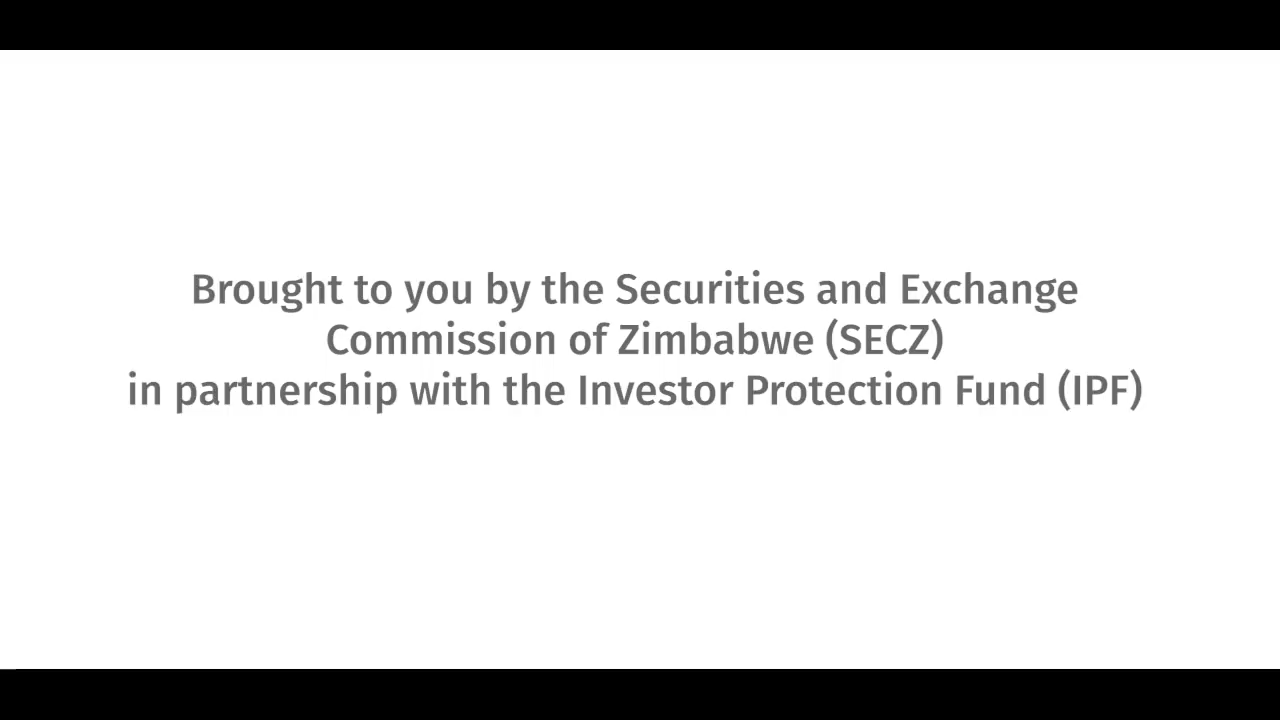 Brought to you by the Securities and Exchange
Commission of Zimbabwe (SECZ)
in partnership with the Investor Protection Fund (IPF)